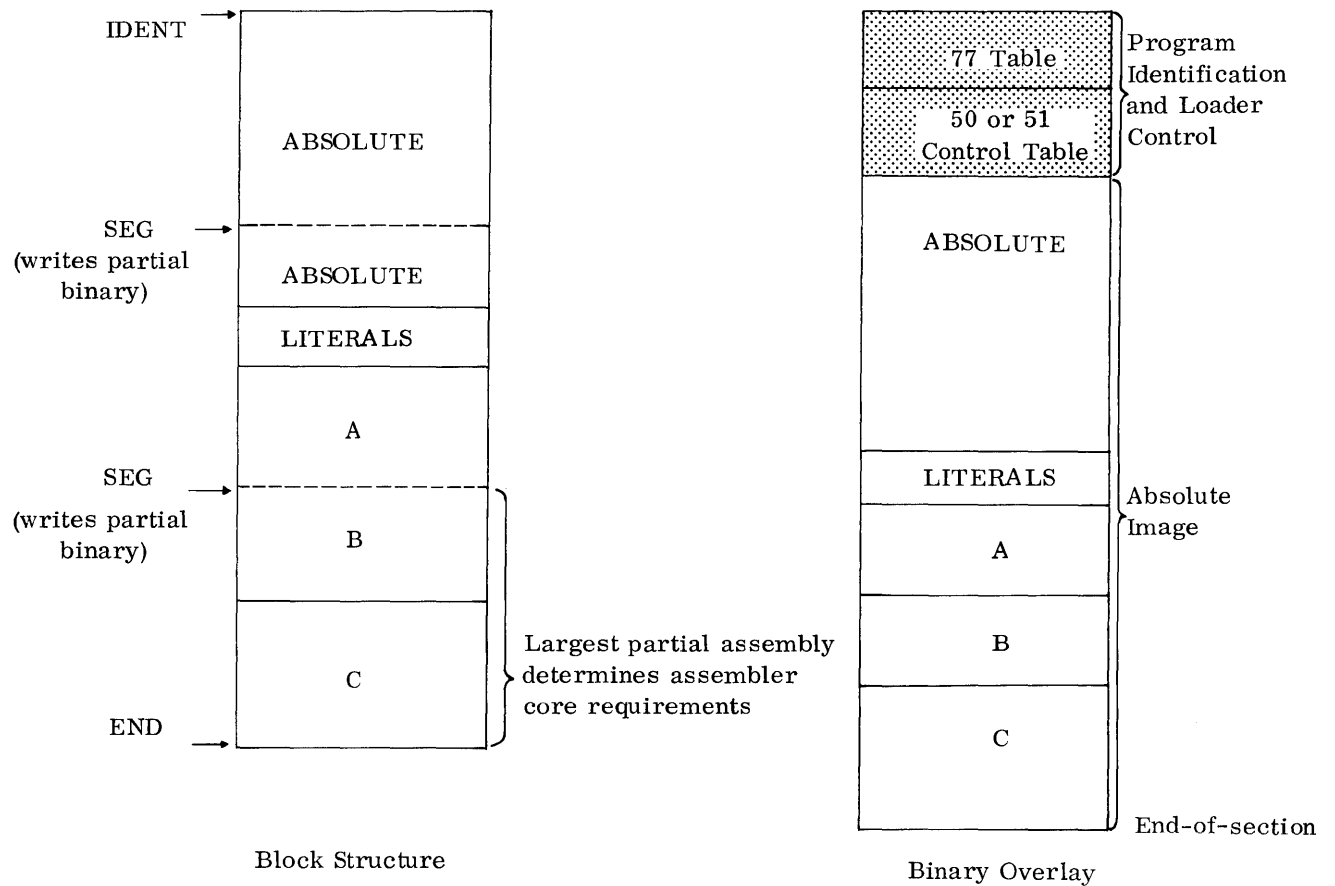 IDENT
ABSOLUTE
SEG
(writes partial
binary)
ABSOLUTE
LITERALS
A
SEG
(writes partial
binary)
B
C
END
Largest partial assembly
determines assembler
core requirements
Block Structure
77 Table
50 or 51
Control Table
Program
Identification
and Loader
Control
ABSOLUTE
LITERALS
A
B
C
Absolute
Image
End-of-section
Binary Overlay